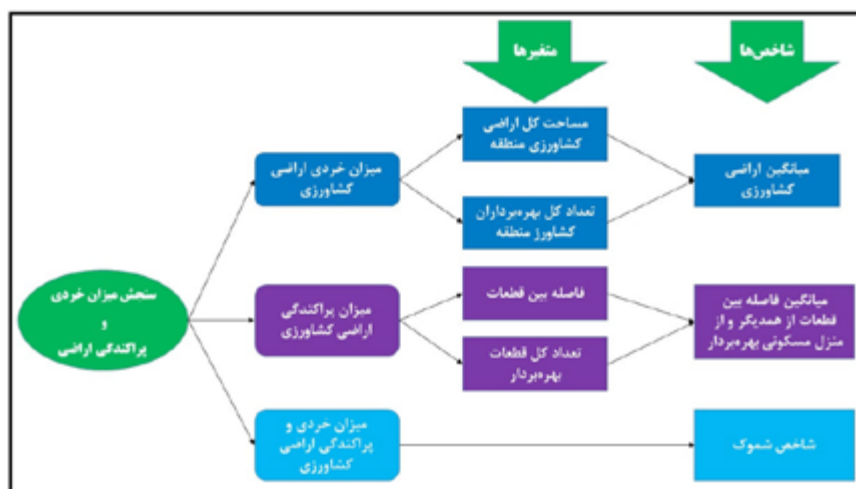 شاخص‌ها
متغیرها
مساحت کل اراضی
کشاورزی منطقه
میزان خردی اراضی
کشاورزی
میانگین اراضی
کشاورزی
تعداد کل بهره‌برداران
کشاورز منطقه
سنجش میزان خردی
و
پراکندگی اراضی
میزان پراکندگی
اراضی کشاورزی
فاصله بین قطعات
تعداد کل قطعات
بهره‌بردار
میانگین فاصله بین
قطعات از همدیگر و از
منزل مسکونی بهره‌بردار
میزان خردی و
پراکندگی اراضی
کشاورزی
شاخص شموک